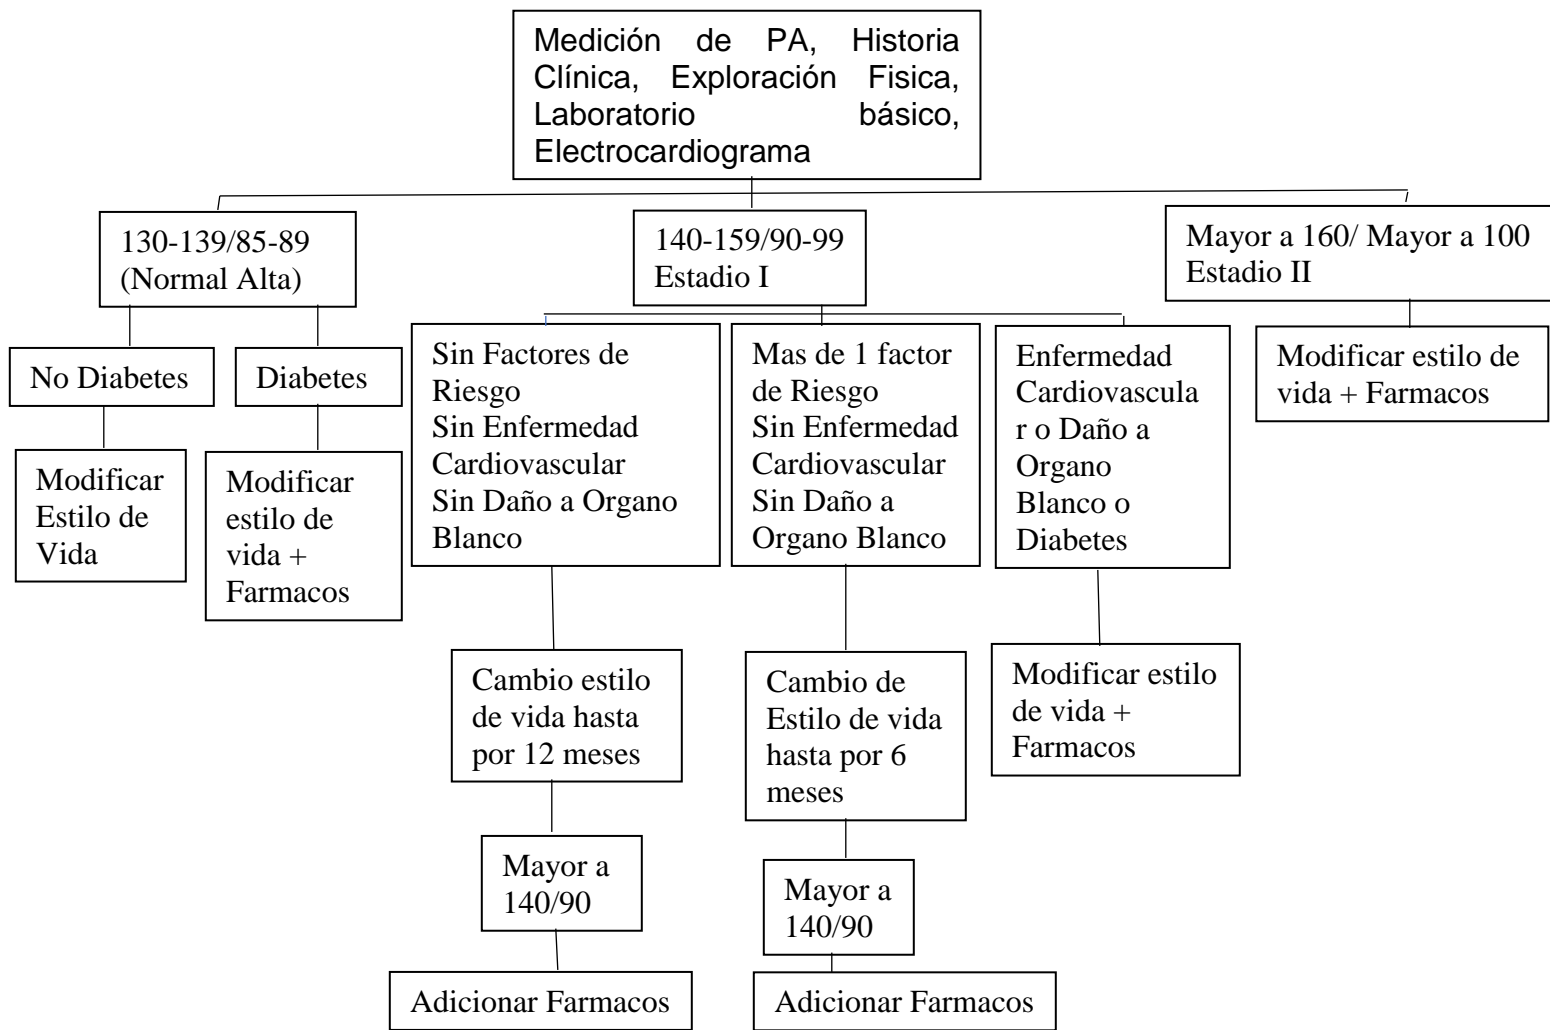 Medición de PA, Historia
Clínica, Exploración Fisica,
Laboratorio básico,
Electrocardiograma
130-139/85-89
(Normal Alta)
140-159/90-99
Estadio I
Mayor a 160/ Mayor a 100
Estadio II
No Diabetes
Diabetes
Modificar
Estilo de
Vida
Modificar
estilo de
vida +
Farmacos
Sin Factores de
Riesgo
Sin Enfermedad
Cardiovascular
Sin Daño a Organo
Blanco
Mas de 1 factor
de Riesgo
Sin Enfermedad
Cardiovascular
Sin Daño a
Organo Blanco
Enfermedad
Cardiovascula
r o Daño a
Organo
Blanco o
Diabetes
Modificar estilo de
vida + Farmacos
Cambio estilo
de vida hasta
por 12 meses
Cambio de
Estilo de vida
hasta por 6
meses
Modificar estilo
de vida +
Farmacos
Mayor a
140/90
Mayor a
140/90
Adicionar Farmacos
Adicionar Farmacos